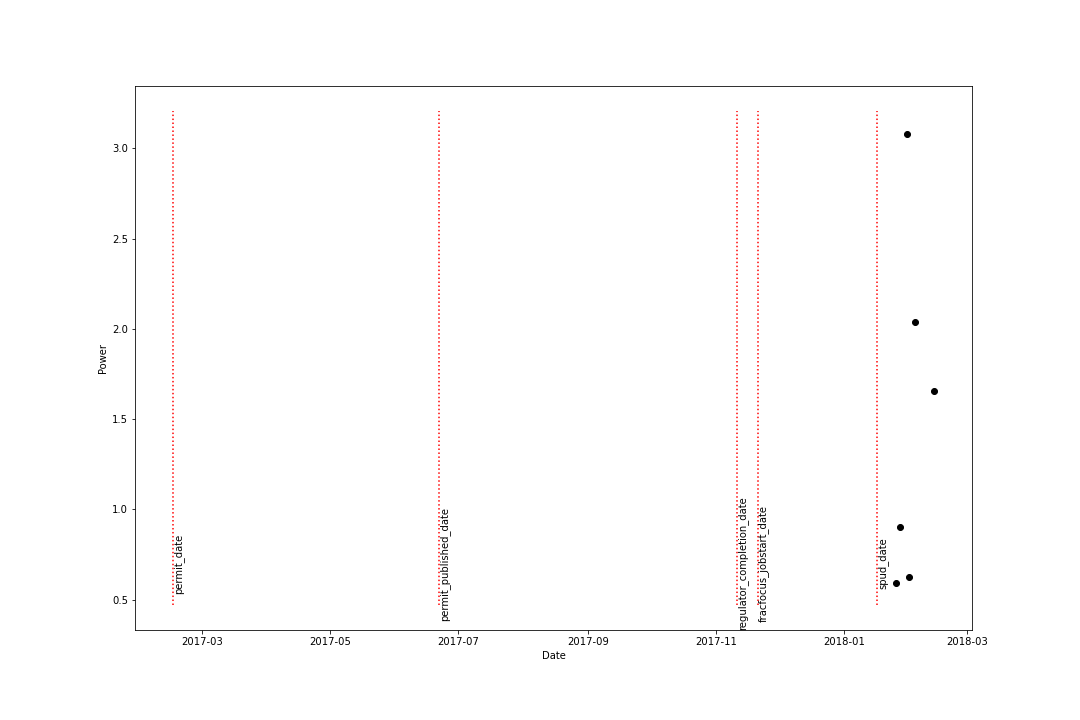 3.0
2.5
2.0
1.5
1.0
0.5
Power
permit_date
permit_published_date
regulator_completion_date
fracfocus_jobstart_date
spud_date
2017-03
2017-05
2017-07
2017-09
2017-11
2018-01
2018-03
Date